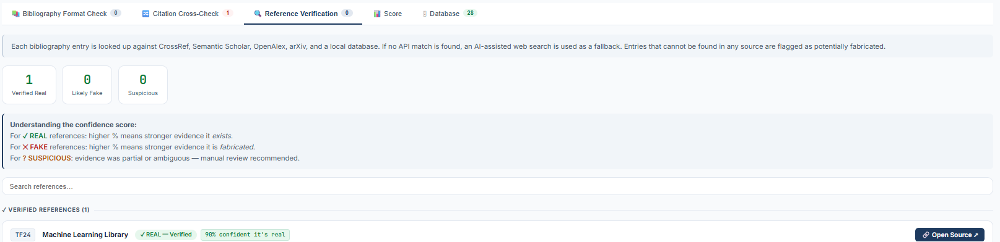 Bibliography Format Check 0 Citation Cross-Check 1 Reference Verification 0 Score Database 28
Each bibliography entry is looked up against CrossRef, Semantic Scholar, OpenAlex, arXiv, and a local database. If no API match is found, an AI-assisted web search is used as a fallback. Entries that cannot be found in any source are flagged as potentially fabricated.
1 0 0
Verified Real Likely Fake Suspicious
Understanding the confidence score:
For ✓ REAL references: higher % means stronger evidence it exists.
For ✕ FAKE references: higher % means stronger evidence it is fabricated.
For ? SUSPICIOUS: evidence was partial or ambiguous — manual review recommended.
Search references...
✓ VERIFIED REFERENCES (1)
TF24 Machine Learning Library ✓ REAL — Verified 90% confident it's real Open Source ↗